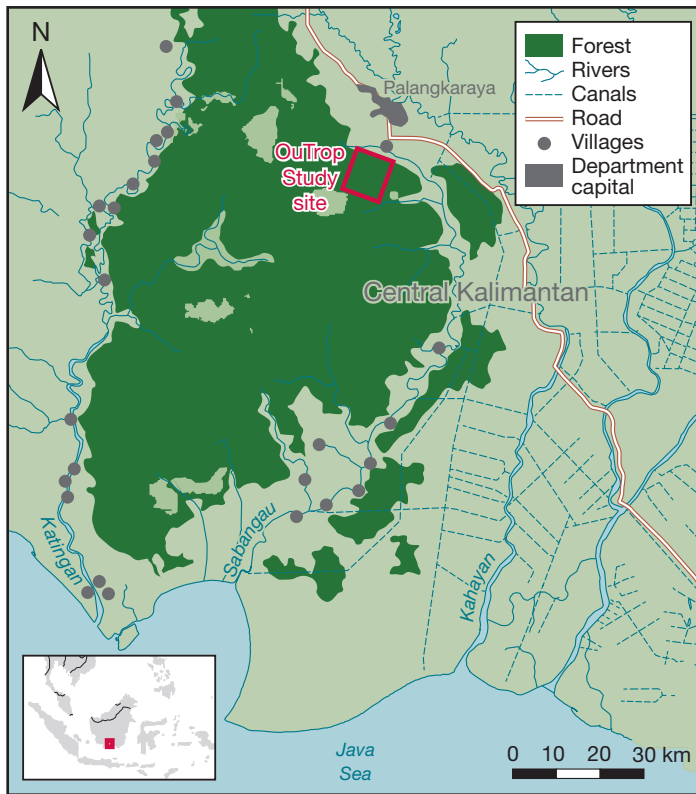 N
Forest
Rivers
Canals
Road
Villages
Department
capital
Palangkaraya
OuTrop
Study
site
Central Kalimantan
Katingan
Sabangau
Kahayan
Java
Sea
0 10 20 30 km